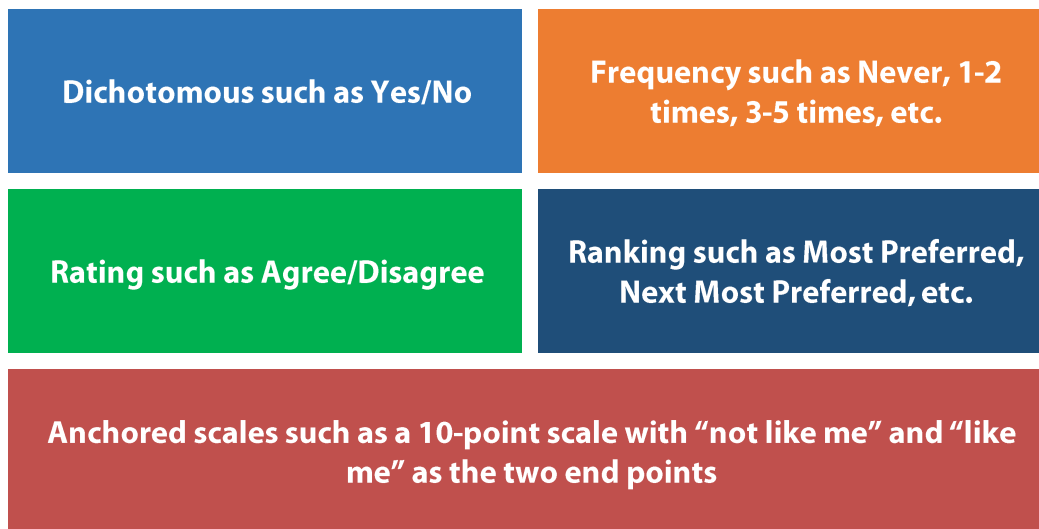 Dichotomous such as Yes/No
Frequency such as Never, 1-2
times, 3-5 times, etc.
Rating such as Agree/Disagree
Ranking such as Most Preferred,
Next Most Preferred, etc.
Anchored scales such as a 10-point scale with “not like me” and “like
me” as the two end points